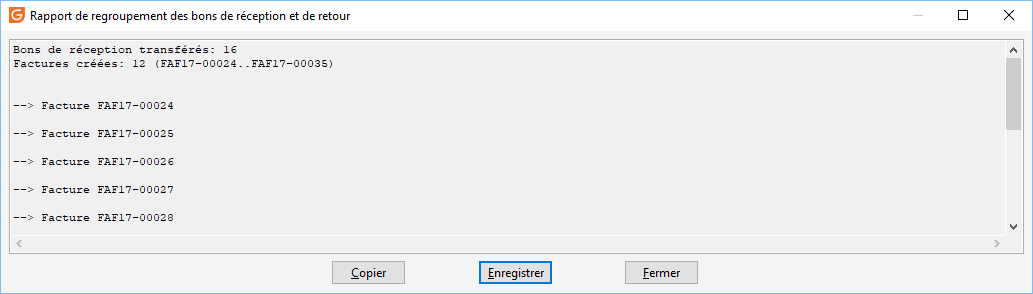 Rapport de regroupement des bons de réception et de retour
Bons de réception transférés: 16
Factures créées: 12 (FAF17-00024..FAF17-00035)
--> Facture FAF17-00024
--> Facture FAF17-00025
--> Facture FAF17-00026
--> Facture FAF17-00027
--> Facture FAF17-00028
Copier Enregistrer Fermer